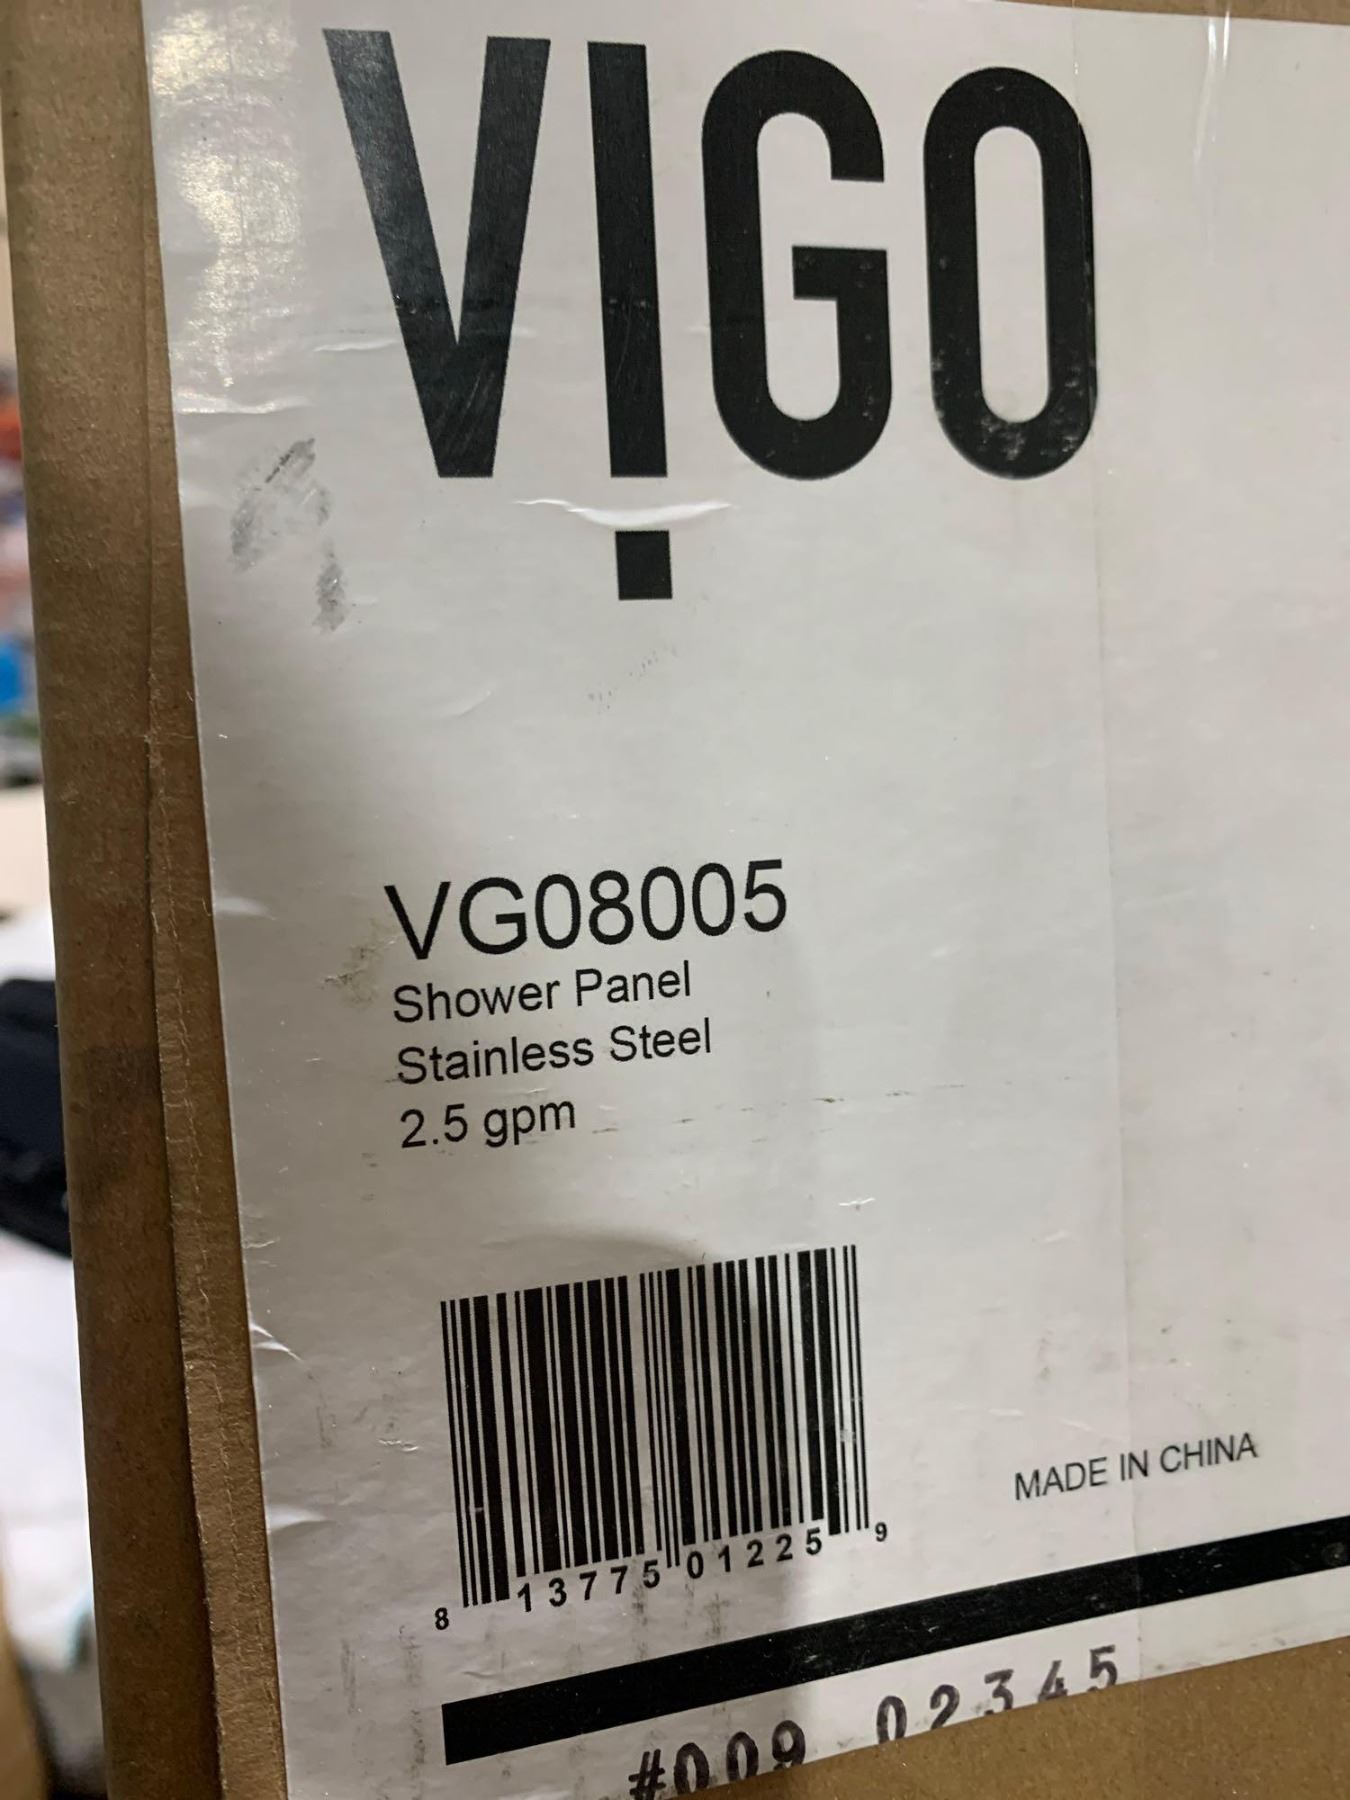 VIGO
VG08005
Shower Panel
Stainless Steel
2.5 gpm
8 13775 01225 9
MADE IN CHINA
#009 02345